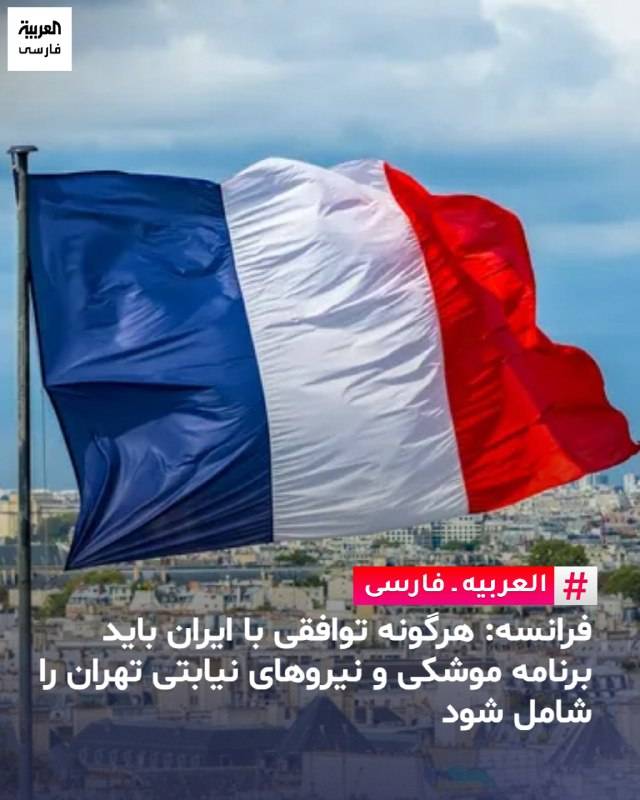 العربية
فارسی
# العربیه ـ فارسی
فرانسه: هرگونه توافقی با ایران باید
برنامه موشکی و نیروهای نیابتی تهران را
شامل شود